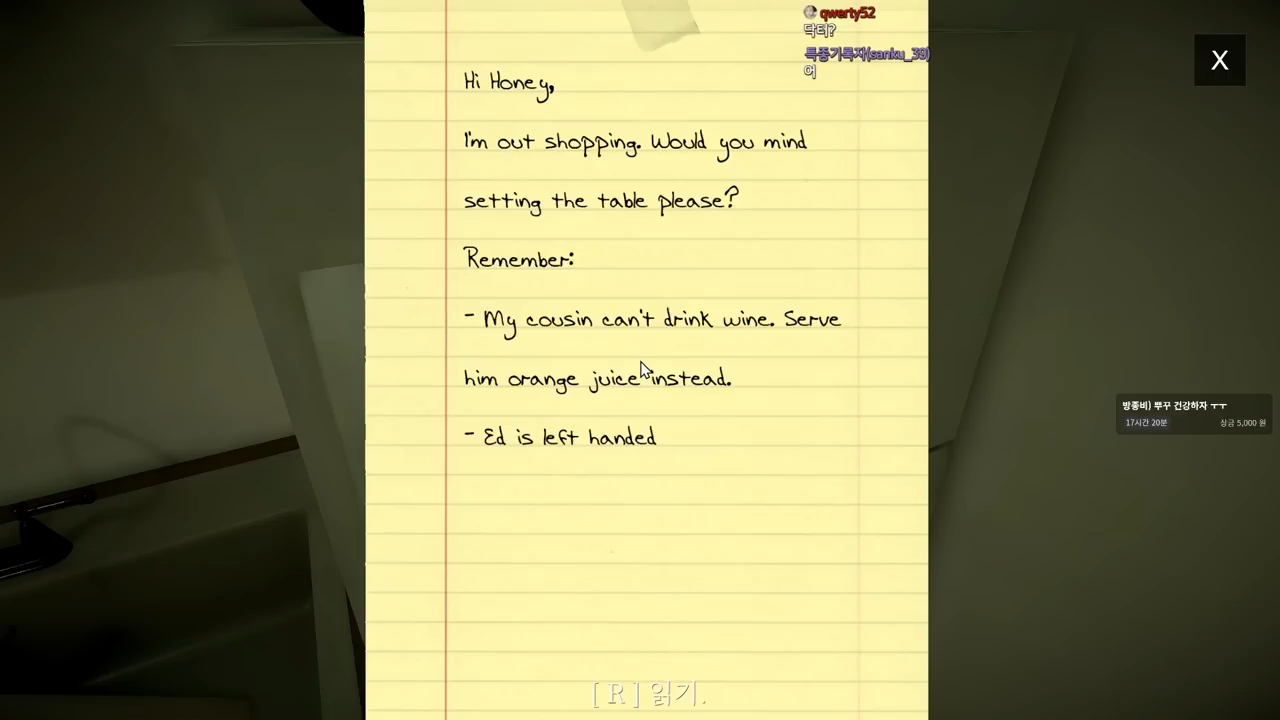 qwerty52
닥터?
특종기록자(sanku_39)
어
X
Hi Honey,
I'm out shopping. Would you mind
setting the table please?
Remember:
- My cousin can't drink wine. Serve
him orange juice instead.
- Ed is left handed
방종비) 뿌꾸 건강하자 ㅜㅜ
17시간 20분 상금 5,000 원
[ R ] 읽기.